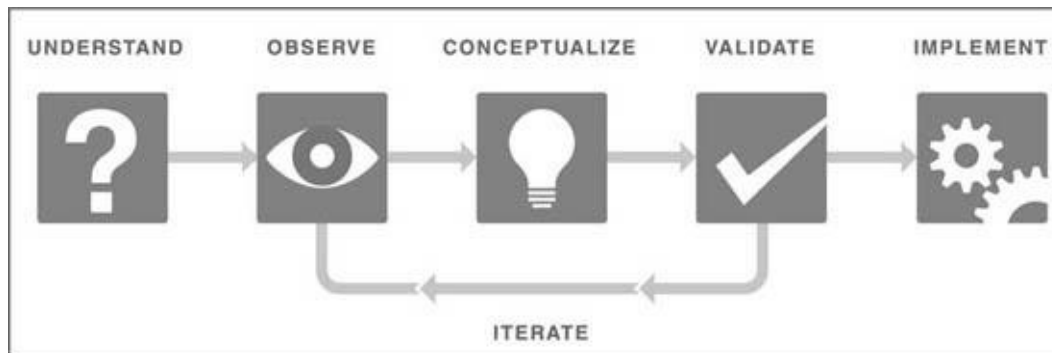 UNDERSTAND OBSERVE CONCEPTUALIZE VALIDATE IMPLEMENT
ITERATE